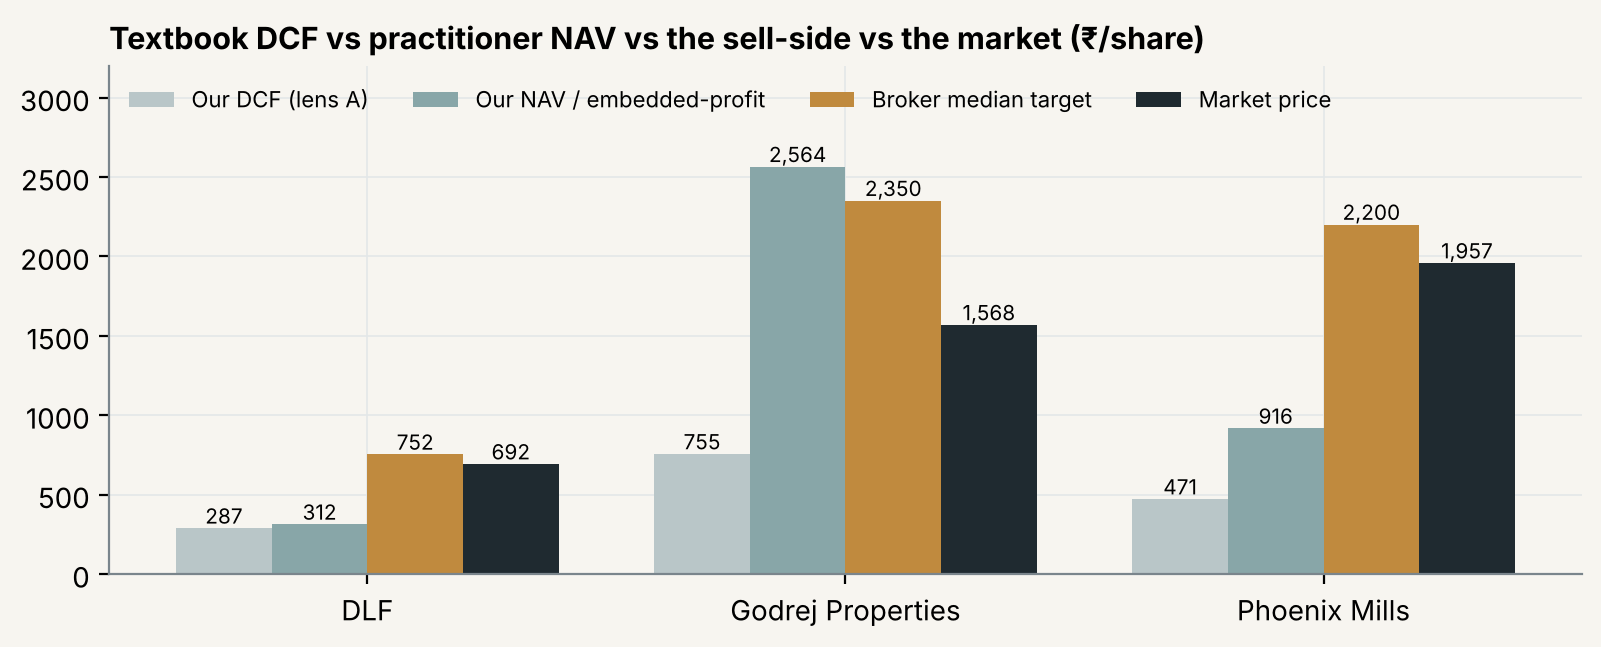 Textbook DCF vs practitioner NAV vs the sell-side vs the market (₹/share)
Our DCF (lens A) Our NAV / embedded-profit Broker median target Market price
3000
2500
2000
1500
1000
500
0
287 312 752 692
755 2,564 2,350 1,568
471 916 2,200 1,957
DLF Godrej Properties Phoenix Mills